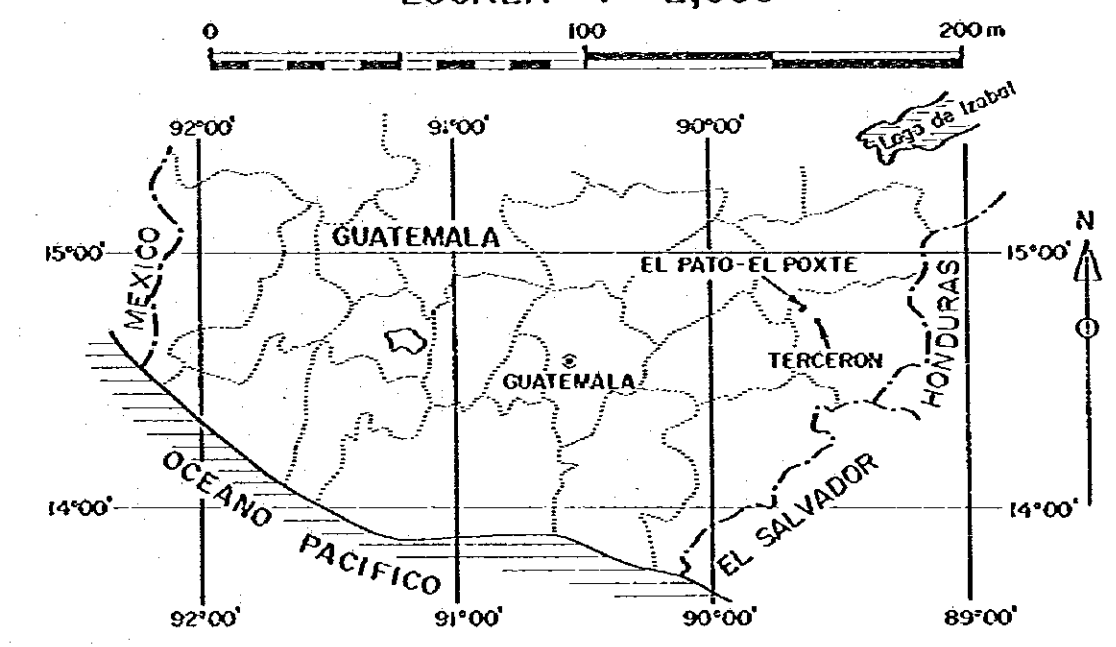 0 100 200 m
Lago de Izabal
92°00' 91°00' 90°00'
N
GUATEMALA
15°00' 15°00'
MEXICO
EL PATO-EL POXTE
HONDURAS
TERCERON
GUATEMALA
OCEANO
PACIFICO
EL SALVADOR
14°00' 14°00'
92°00' 91°00' 90°00' 89°00'